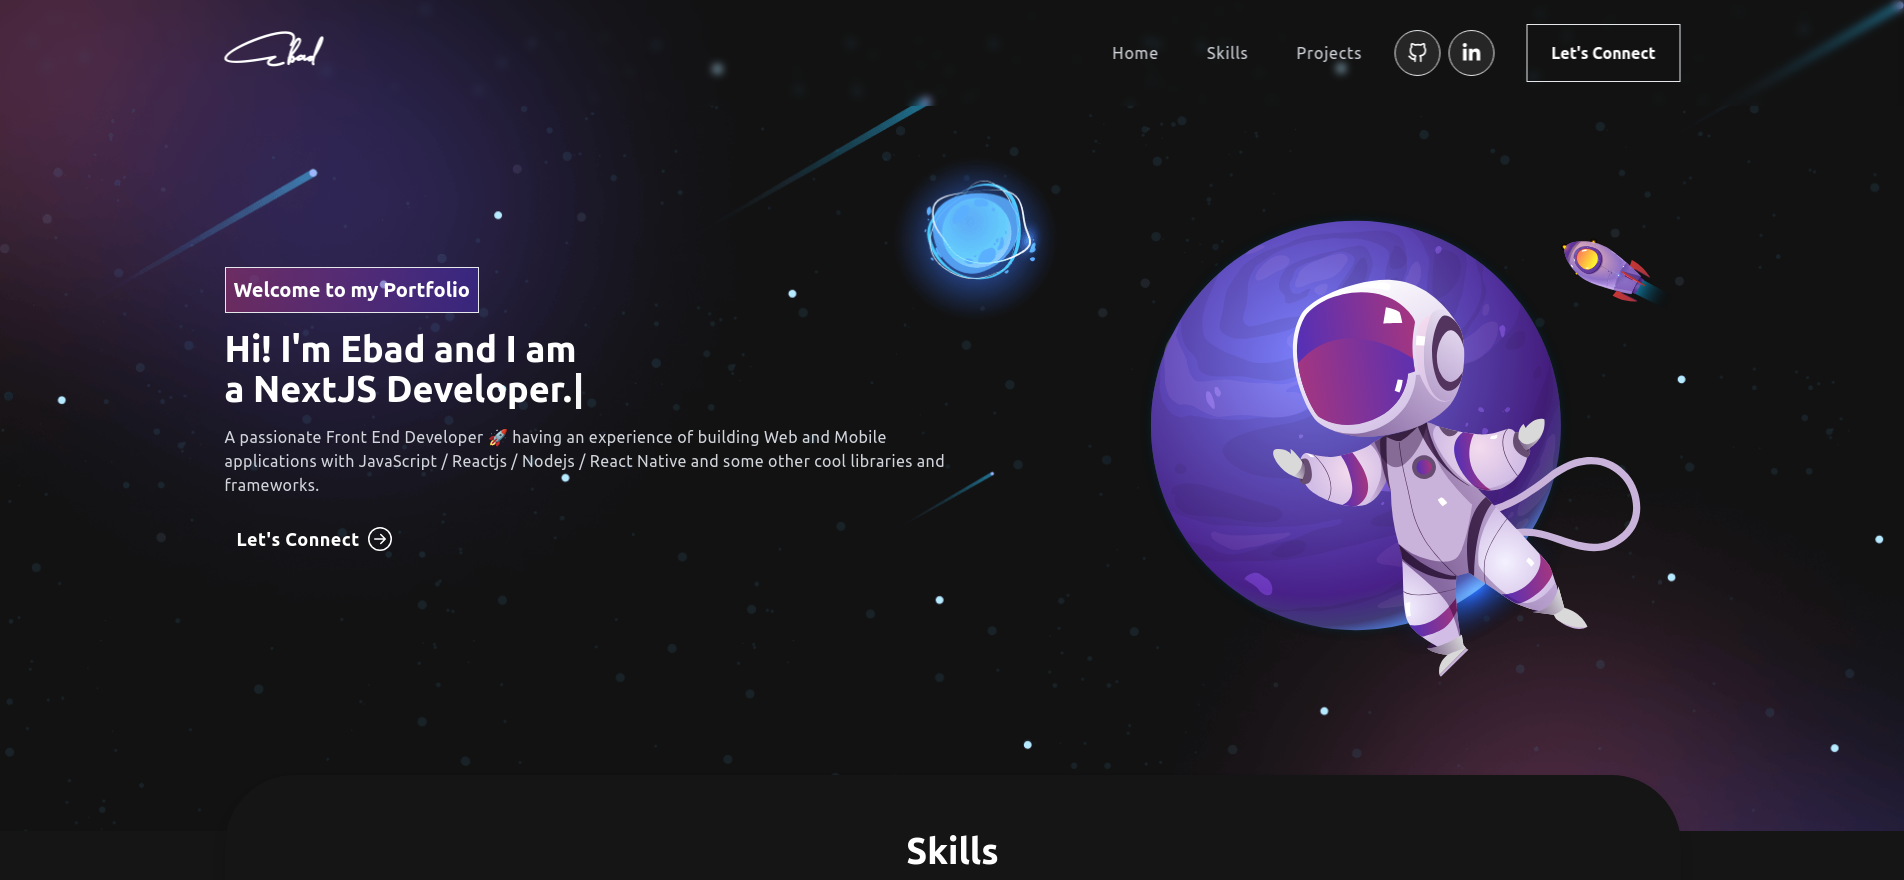 Ebad
Home
Skills
Projects
in
Let's Connect
Welcome to my Portfolio
Hi! I'm Ebad and I am
a NextJS Developer.|
A passionate Front End Developer 🚀 having an experience of building Web and Mobile
applications with JavaScript / Reactjs / Nodejs / React Native and some other cool libraries and
frameworks.
Let's Connect
Skills